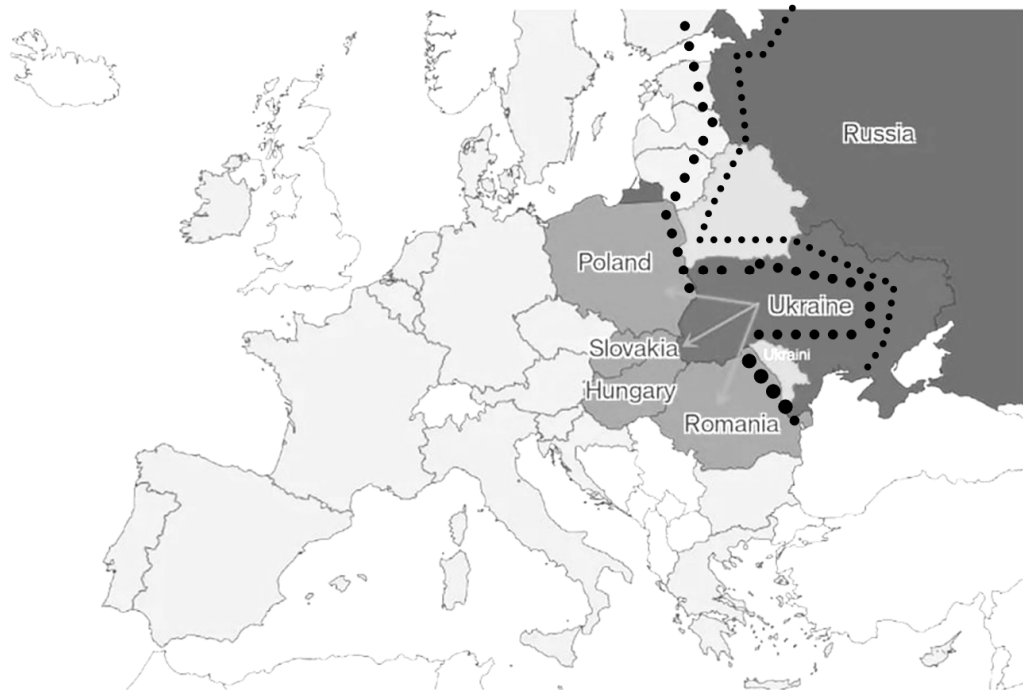 Russia
Poland
Ukraine
Slovakia
Ukraini
Hungary
Romania